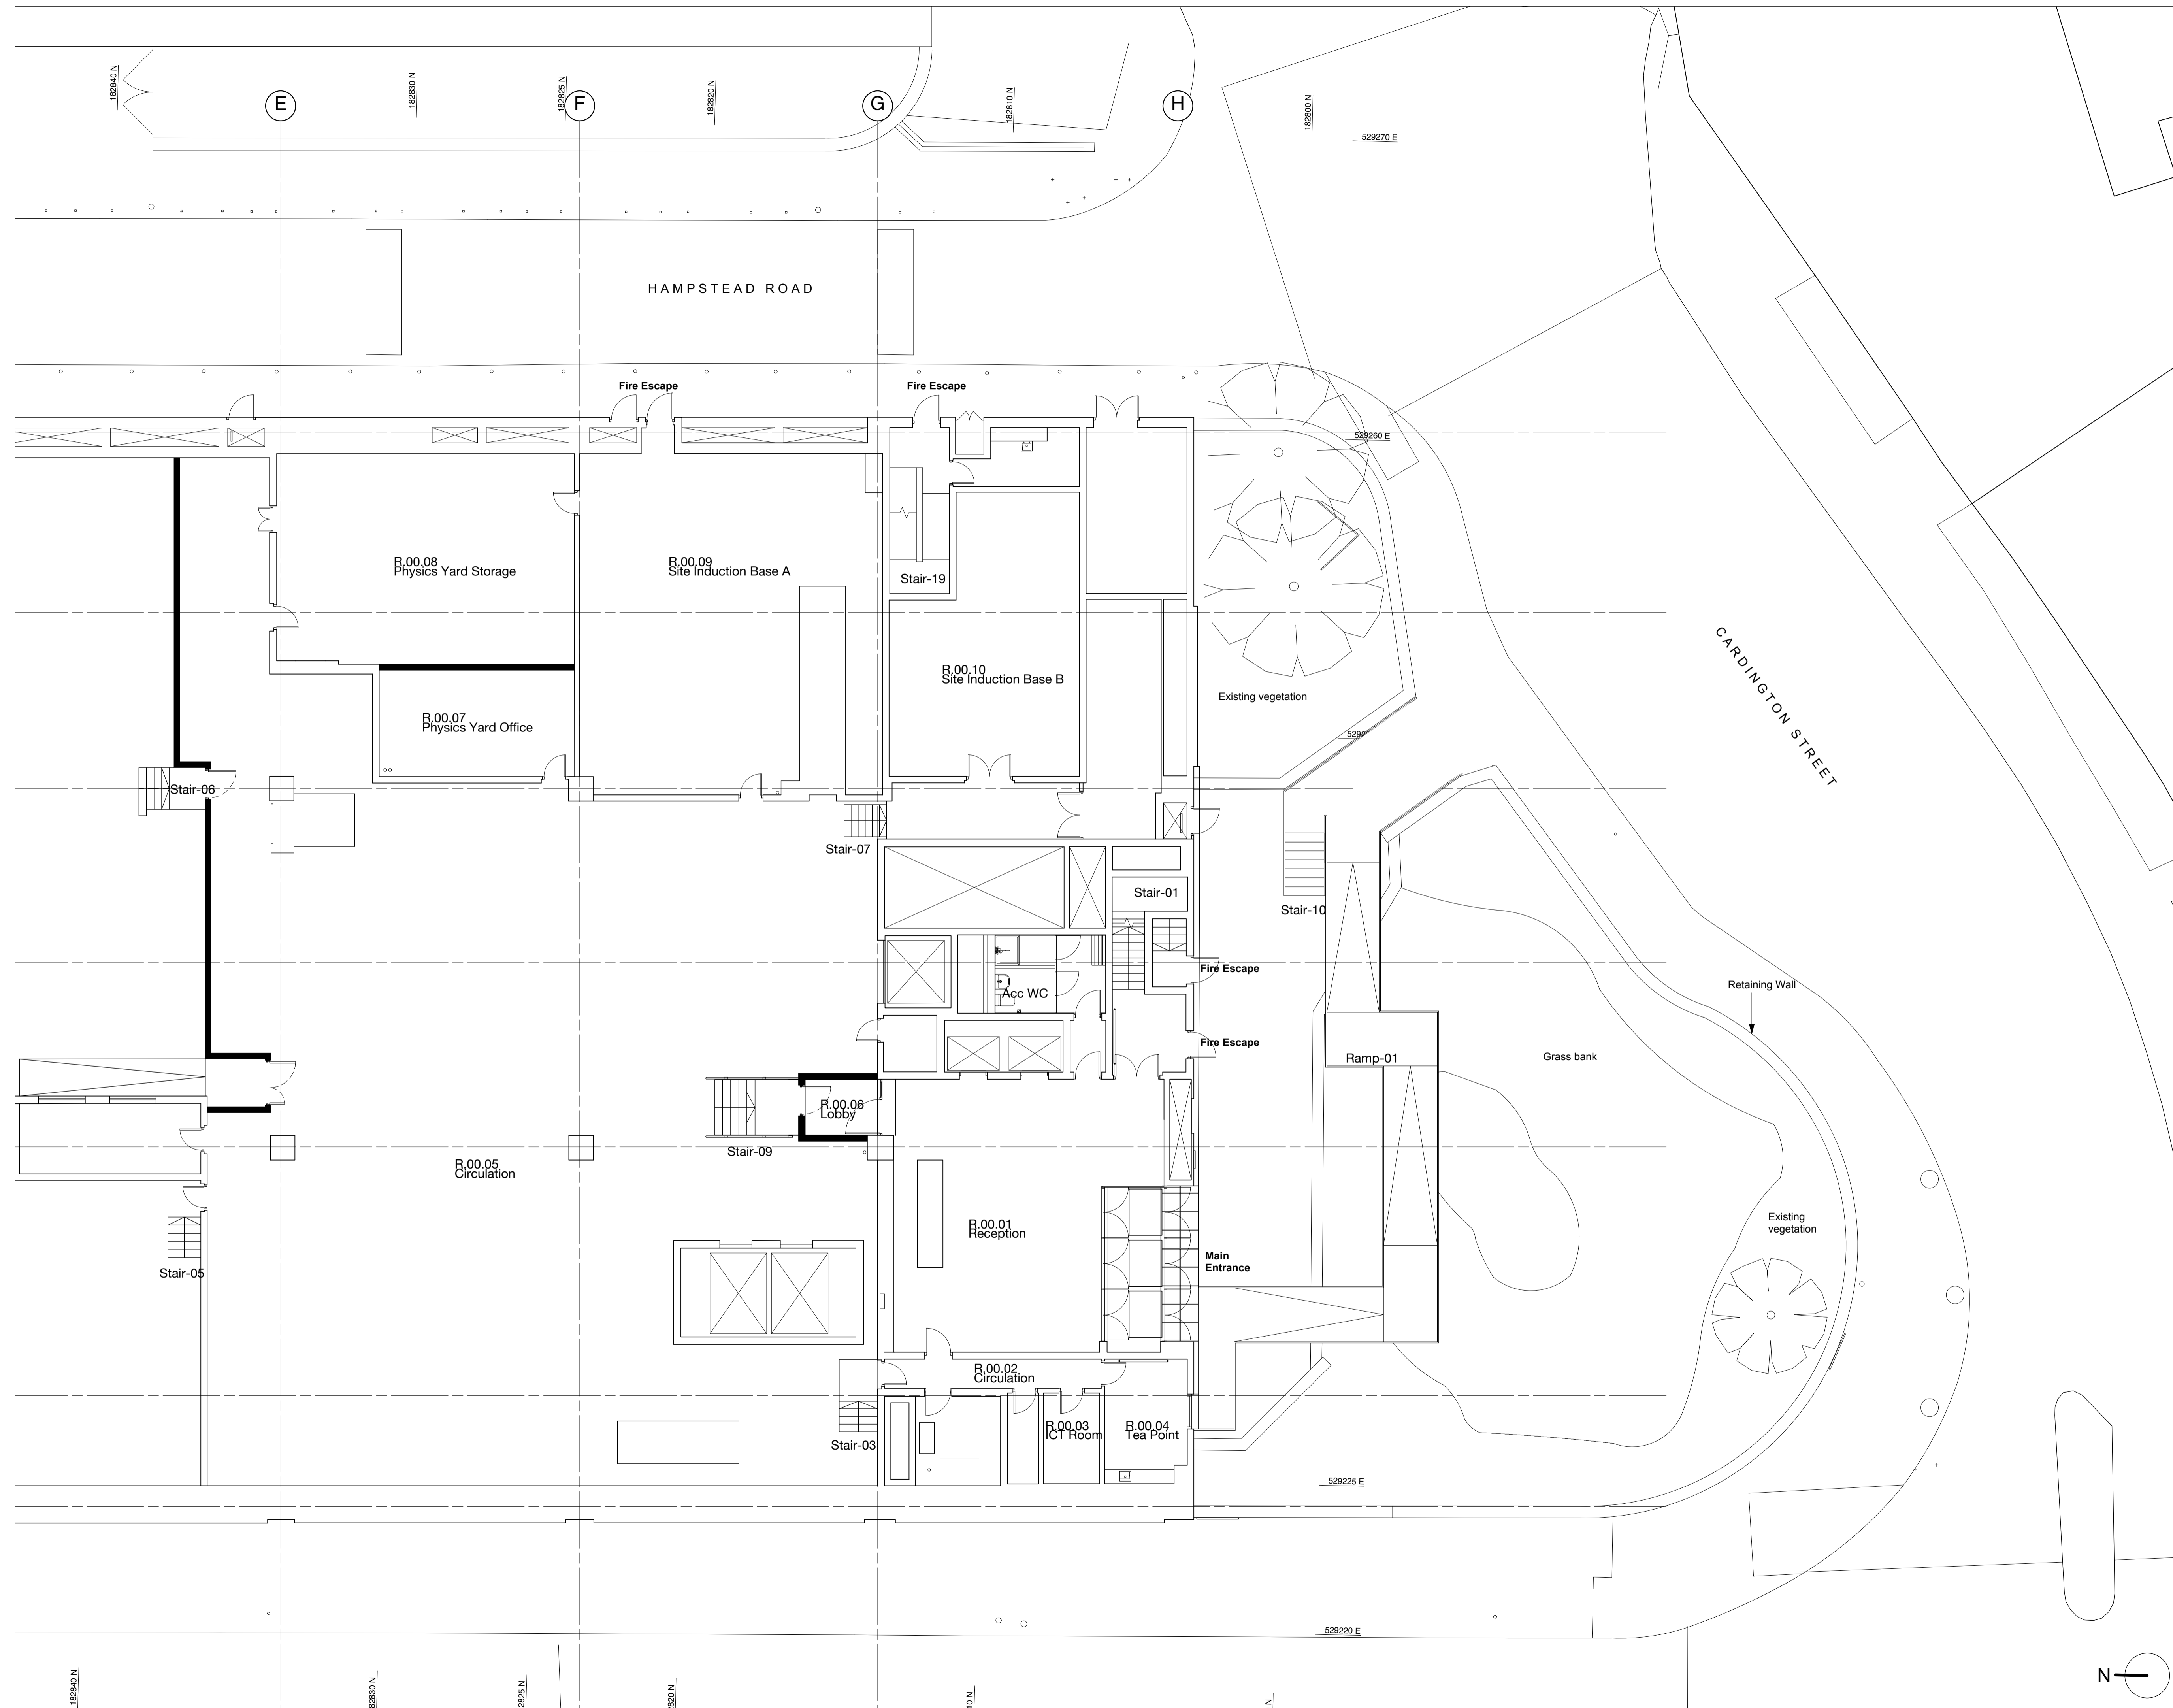 182840 N
182830 N
182825 N
182820 N
182810 N
182800 N
E
F
G
H
529270 E
HAMPSTEAD ROAD
Fire Escape
Fire Escape
529260 E
R.00.08
Physics Yard Storage
R.00.09
Site Induction Base A
Stair-19
R.00.10
Site Induction Base B
CARDINGTON STREET
Existing vegetation
R.00.07
Physics Yard Office
Stair-06
Stair-07
Stair-01
Stair-10
Fire Escape
Acc WC
Retaining Wall
Fire Escape
Ramp-01
Grass bank
R.00.06
Lobby
Stair-09
R.00.05
Circulation
R.00.01
Reception
Existing
vegetation
Main
Entrance
Stair-05
R.00.02
Circulation
R.00.03
ICT Room
R.00.04
Tea Point
Stair-03
529225 E
529220 E
182840 N
N